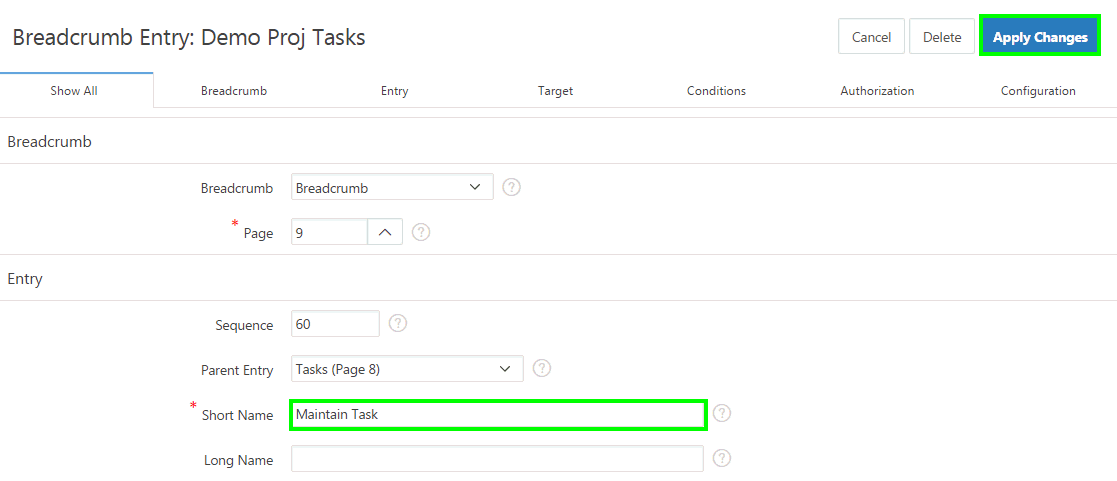 Breadcrumb Entry: Demo Proj Tasks
Cancel Delete Apply Changes
Show All Breadcrumb Entry Target Conditions Authorization Configuration
Breadcrumb
Breadcrumb Breadcrumb ?
* Page 9 ?
Entry
Sequence 60 ?
Parent Entry Tasks (Page 8) ?
* Short Name Maintain Task ?
Long Name ?